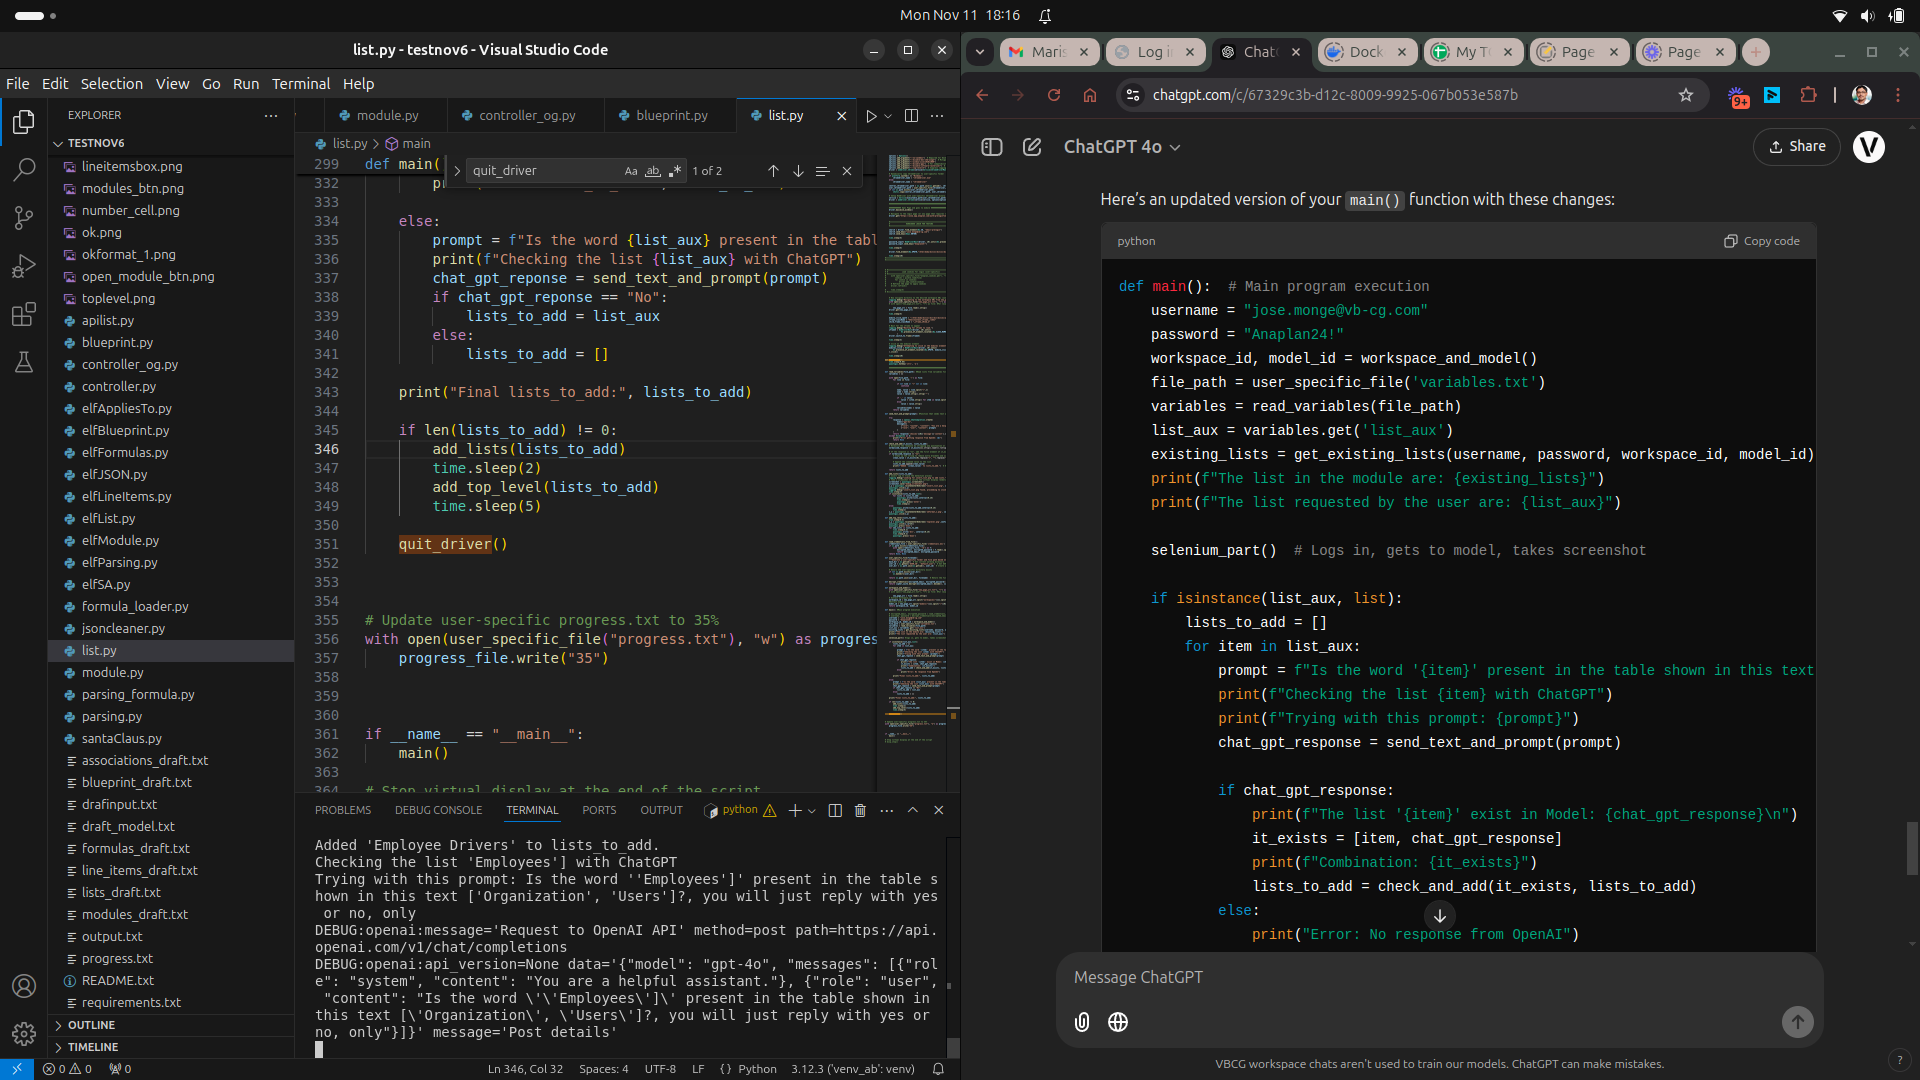 Mon Nov 11 18:16
list.py - testnov6 - Visual Studio Code
File Edit Selection View Go Run Terminal Help
EXPLORER
TESTNOV6
lineitemsbox.png
modules_btn.png
number_cell.png
ok.png
okformat_1.png
open_module_btn.png
toplevel.png
apilist.py
blueprint.py
controller_og.py
controller.py
elfAppliesTo.py
elfBlueprint.py
elfFormulas.py
elfJSON.py
elfLineItems.py
elfList.py
elfModule.py
elfParsing.py
elfSA.py
formula_loader.py
jsoncleaner.py
list.py
module.py
parsing_formula.py
parsing.py
santaClaus.py
associations_draft.txt
blueprint_draft.txt
drafinput.txt
draft_model.txt
formulas_draft.txt
line_items_draft.txt
lists_draft.txt
modules_draft.txt
output.txt
progress.txt
README.txt
requirements.txt
OUTLINE
TIMELINE
module.py controller_og.py blueprint.py list.py
list.py > main
quit_driver Aa ab 1 of 2
299 def main(
332
333
334 else:
335 prompt = f"Is the word {list_aux} present in the tabl
336 print(f"Checking the list {list_aux} with ChatGPT")
337 chat_gpt_reponse = send_text_and_prompt(prompt)
338 if chat_gpt_reponse == "No":
339 lists_to_add = list_aux
340 else:
341 lists_to_add = []
342
343 print("Final lists_to_add:", lists_to_add)
344
345 if len(lists_to_add) != 0:
346 add_lists(lists_to_add)
347 time.sleep(2)
348 add_top_level(lists_to_add)
349 time.sleep(5)
350
351 quit_driver()
352
353
354
355 # Update user-specific progress.txt to 35%
356 with open(user_specific_file("progress.txt"), "w") as progres
357 progress_file.write("35")
358
359
360
361 if __name__ == "__main__":
362 main()
363
364 # Stop virtual display at the end of the script
PROBLEMS DEBUG CONSOLE TERMINAL PORTS OUTPUT python
Added 'Employee Drivers' to lists_to_add.
Checking the list 'Employees'] with ChatGPT
Trying with this prompt: Is the word ''Employees']' present in the table s
hown in this text ['Organization', 'Users']?, you will just reply with yes
or no, only
DEBUG:openai:message='Request to OpenAI API' method=post path=https://api.
openai.com/v1/chat/completions
DEBUG:openai:api_version=None data='{"model": "gpt-4o", "messages": [{"rol
e": "system", "content": "You are a helpful assistant."}, {"role": "user",
"content": "Is the word \'\'Employees\']\' present in the table shown in
this text [\'Organization\', \'Users\']?, you will just reply with yes or
no, only"}]}' message='Post details'
0 0 0 Ln 346, Col 32 Spaces: 4 UTF-8 LF {} Python 3.12.3 ('venv_ab': venv)
Maris Log i Chat Dock My T Page Page
chatgpt.com/c/67329c3b-d12c-8009-9925-067b053e587b
9+
ChatGPT 4o
Share
V
Here's an updated version of your main() function with these changes:
python Copy code
def main(): # Main program execution
username = "jose.monge@vb-cg.com"
password = "Anaplan24!"
workspace_id, model_id = workspace_and_model()
file_path = user_specific_file('variables.txt')
variables = read_variables(file_path)
list_aux = variables.get('list_aux')
existing_lists = get_existing_lists(username, password, workspace_id, model_id)
print(f"The list in the module are: {existing_lists}")
print(f"The list requested by the user are: {list_aux}")
selenium_part() # Logs in, gets to model, takes screenshot
if isinstance(list_aux, list):
lists_to_add = []
for item in list_aux:
prompt = f"Is the word '{item}' present in the table shown in this text
print(f"Checking the list {item} with ChatGPT")
print(f"Trying with this prompt: {prompt}")
chat_gpt_response = send_text_and_prompt(prompt)
if chat_gpt_response:
print(f"The list '{item}' exist in Model: {chat_gpt_response}\n")
it_exists = [item, chat_gpt_response]
print(f"Combination: {it_exists}")
lists_to_add = check_and_add(it_exists, lists_to_add)
else:
print("Error: No response from OpenAI")
Message ChatGPT
VBCG workspace chats aren't used to train our models. ChatGPT can make mistakes.
?